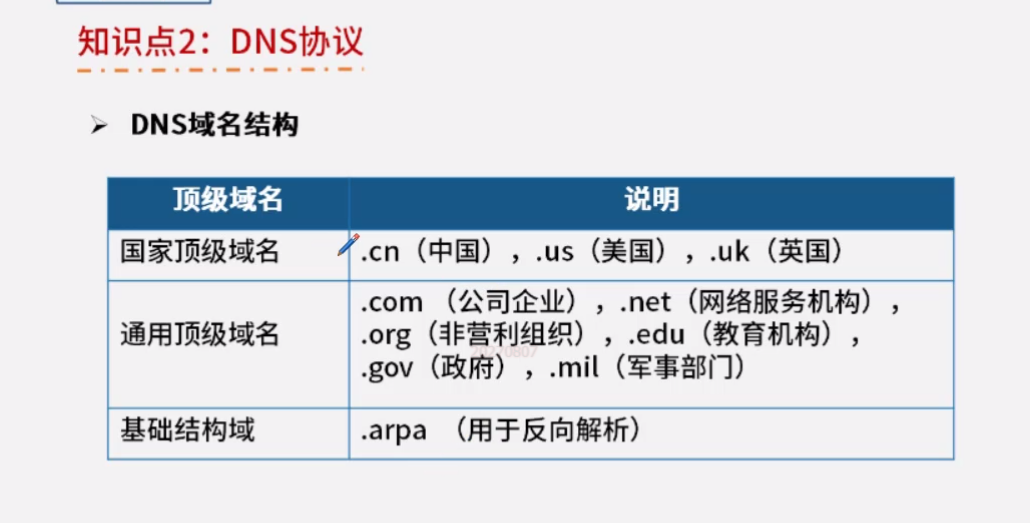 知识点2：DNS协议
➢ DNS域名结构
顶级域名 说明
国家顶级域名 .cn（中国），.us（美国），.uk（英国）
通用顶级域名
.com （公司企业），.net（网络服务机构），
.org（非营利组织），.edu（教育机构），
.gov（政府），.mil（军事部门）
基础结构域 .arpa （用于反向解析）